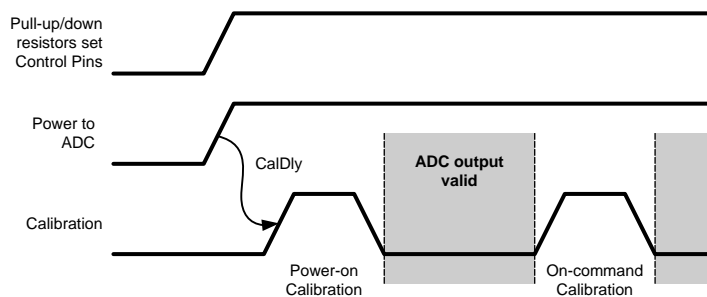 Pull-up/down
resistors set
Control Pins
Power to
ADC
CalDly
ADC output
valid
Calibration
Power-on
Calibration
On-command
Calibration